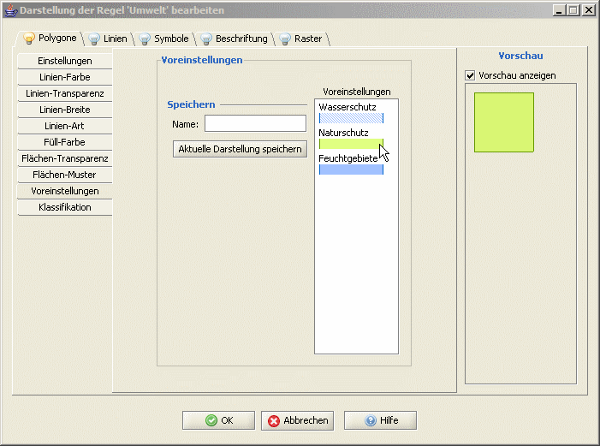 Darstellung der Regel 'Umwelt' bearbeiten
Polygone
Linien
Symbole
Beschriftung
Raster
Einstellungen
Linien-Farbe
Linien-Transparenz
Linien-Breite
Linien-Art
Füll-Farbe
Flächen-Transparenz
Flächen-Muster
Voreinstellungen
Klassifikation
Voreinstellungen
Speichern
Name:
Aktuelle Darstellung speichern
Voreinstellungen
Wasserschutz
Naturschutz
Feuchtgebiete
Vorschau
Vorschau anzeigen
OK
Abbrechen
Hilfe